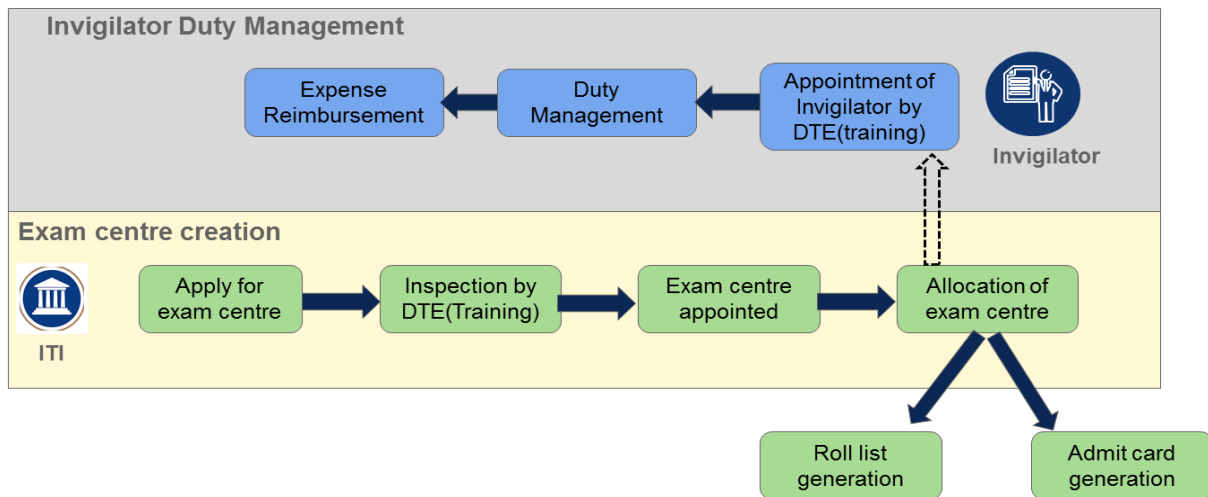 Invigilator Duty Management
Expense
Reimbursement
Duty
Management
Appointment of
Invigilator by
DTE(training)
Invigilator
Exam centre creation
ITI
Apply for
exam centre
Inspection by
DTE(Training)
Exam centre
appointed
Allocation of
exam centre
Roll list
generation
Admit card
generation